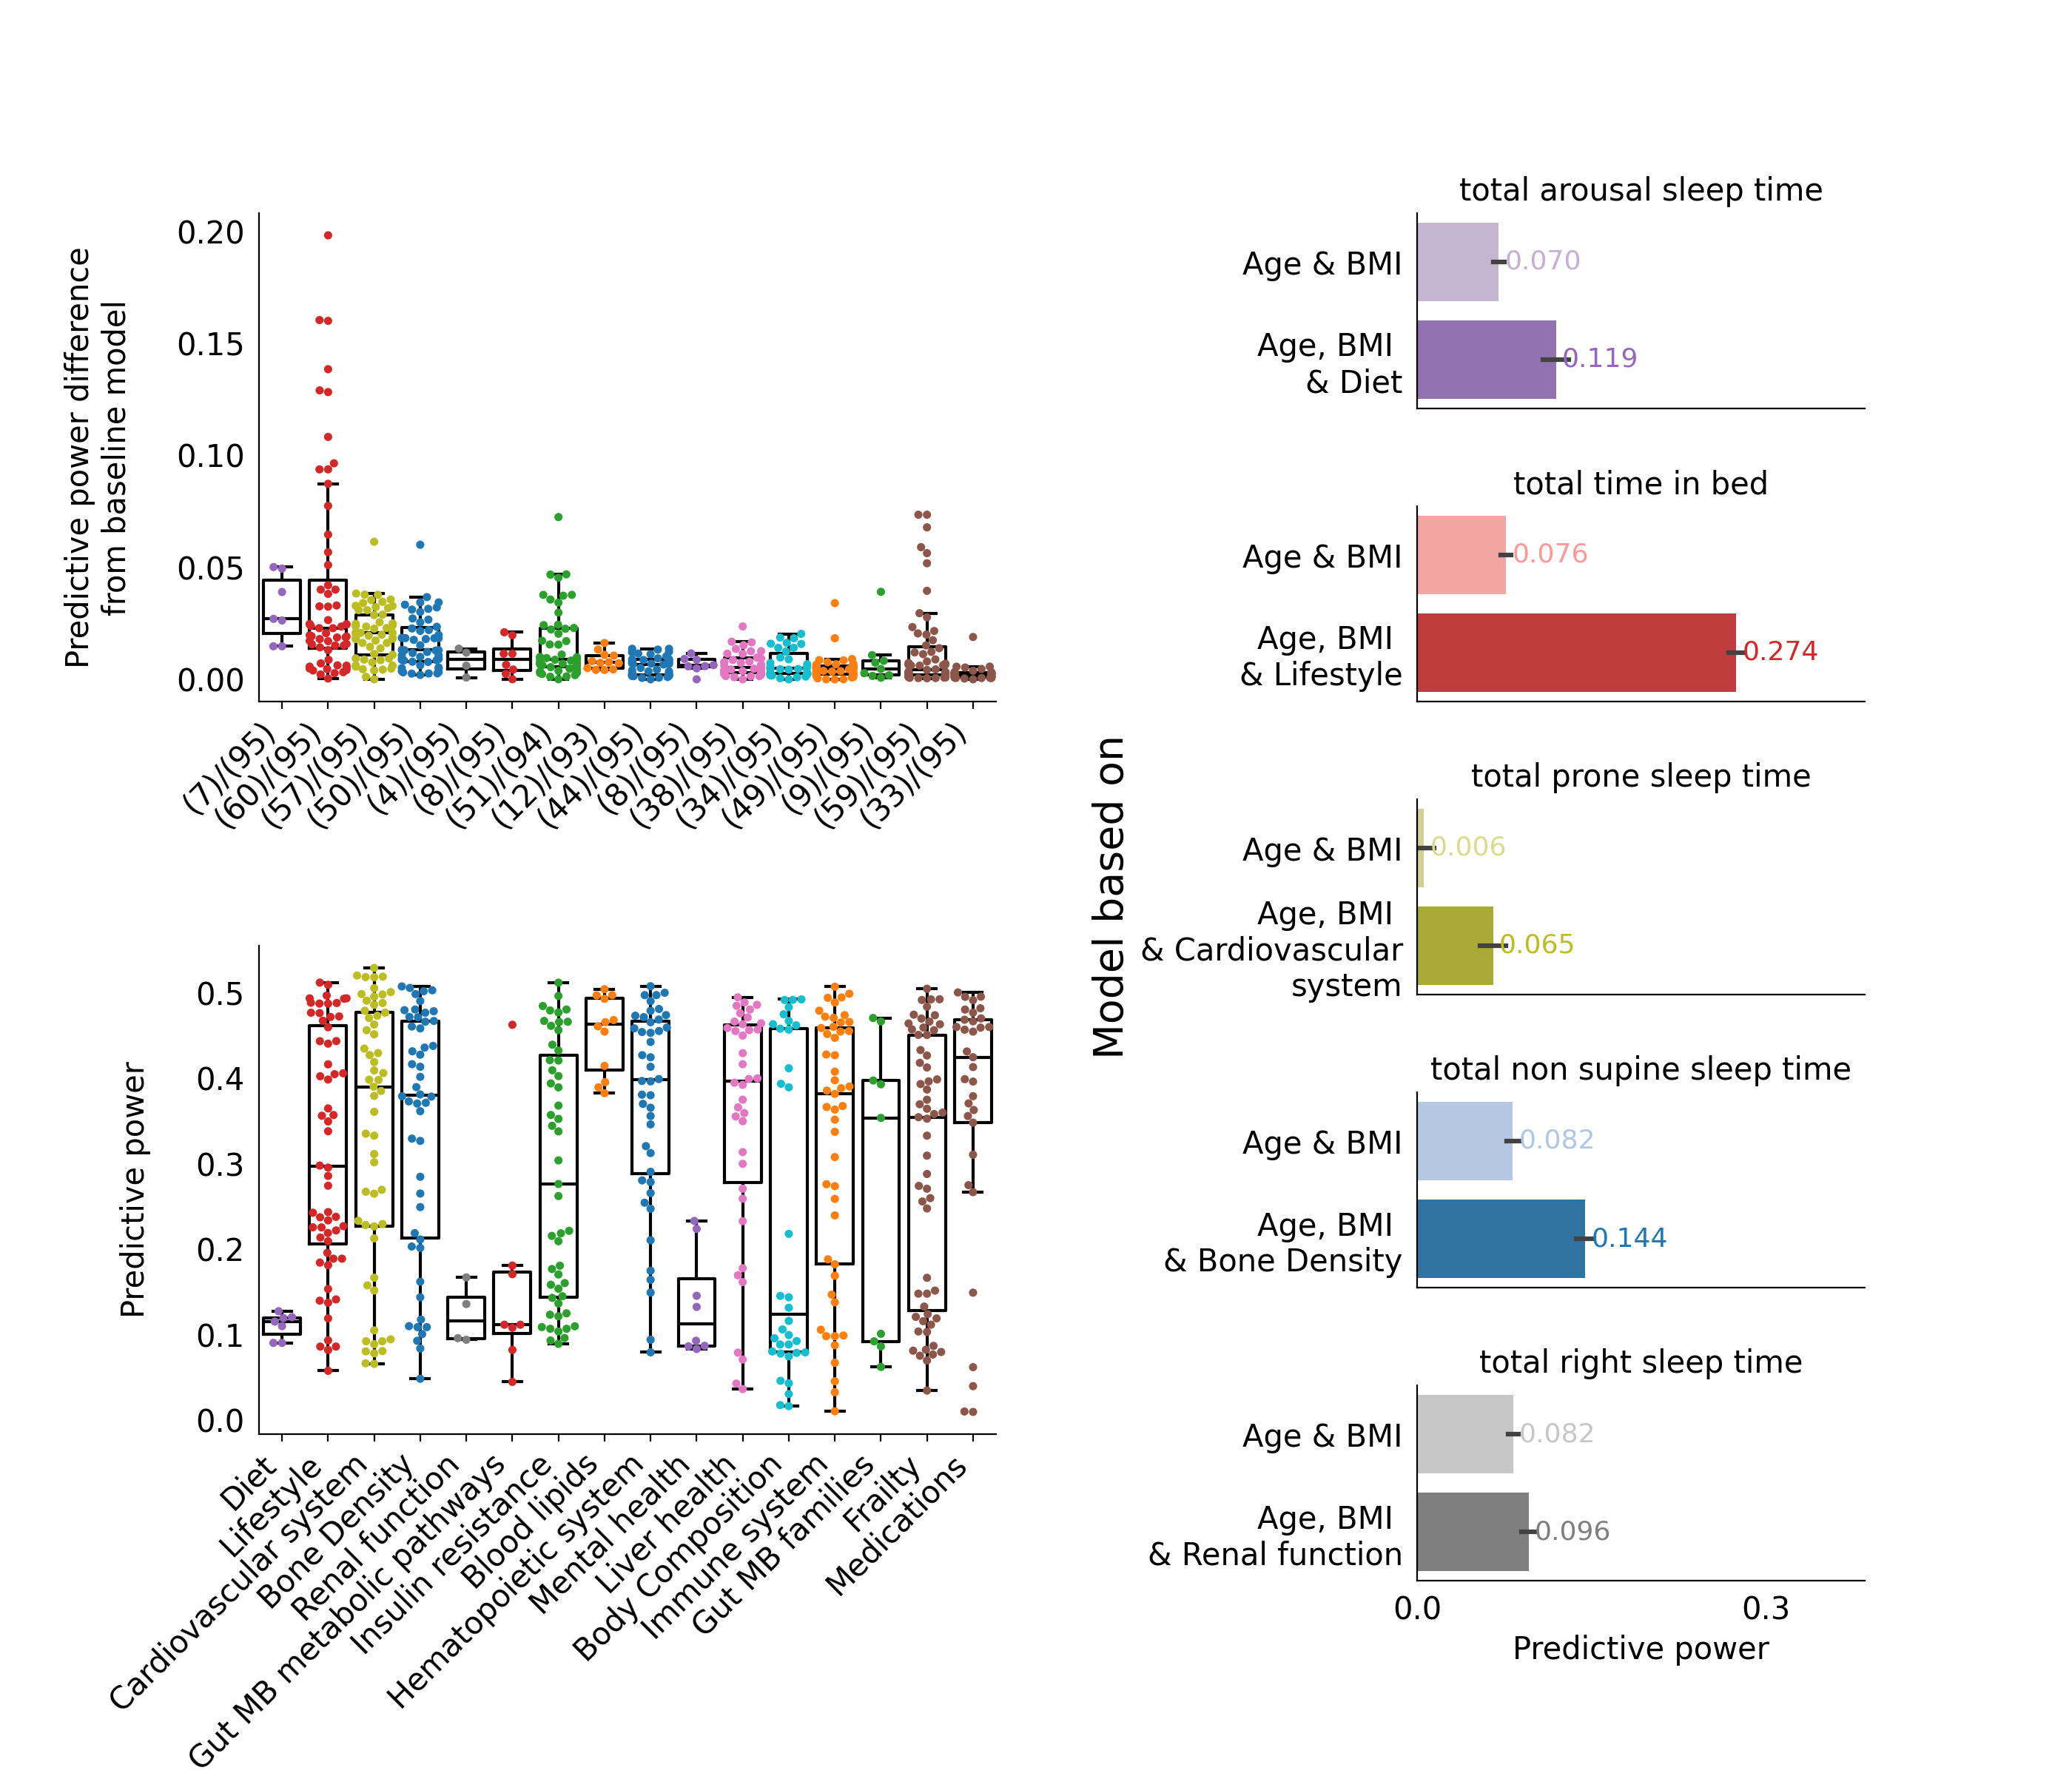 Predictive power difference
from baseline model
0.20
0.15
0.10
0.05
0.00
(7)/(95)
(60)/(95)
(57)/(95)
(50)/(95)
(4)/(95)
(8)/(95)
(51)/(94)
(12)/(93)
(44)/(95)
(8)/(95)
(38)/(95)
(34)/(95)
(49)/(95)
(9)/(95)
(59)/(95)
(33)/(95)
Predictive power
0.5
0.4
0.3
0.2
0.1
0.0
Diet
Lifestyle
Cardiovascular system
Bone Density
Renal function
Gut MB metabolic pathways
Insulin resistance
Blood lipids
Hematopoietic system
Mental health
Liver health
Body Composition
Immune system
Gut MB families
Frailty
Medications
Model based on
total arousal sleep time
Age & BMI
0.070
Age, BMI
& Diet
0.119
total time in bed
Age & BMI
0.076
Age, BMI
& Lifestyle
0.274
total prone sleep time
Age & BMI
0.006
Age, BMI
& Cardiovascular
system
0.065
total non supine sleep time
Age & BMI
0.082
Age, BMI
& Bone Density
0.144
total right sleep time
Age & BMI
0.082
Age, BMI
& Renal function
0.096
0.0
0.3
Predictive power